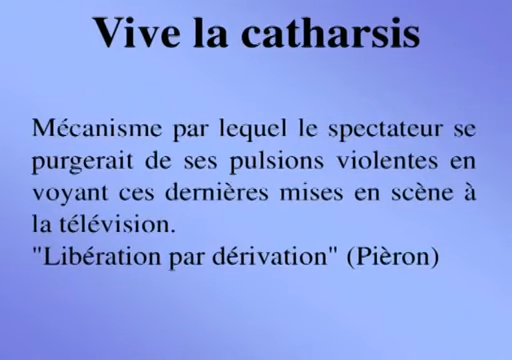 Vive la catharsis
Mécanisme par lequel le spectateur se
purgerait de ses pulsions violentes en
voyant ces dernières mises en scène à
la télévision.
"Libération par dérivation" (Pièron)